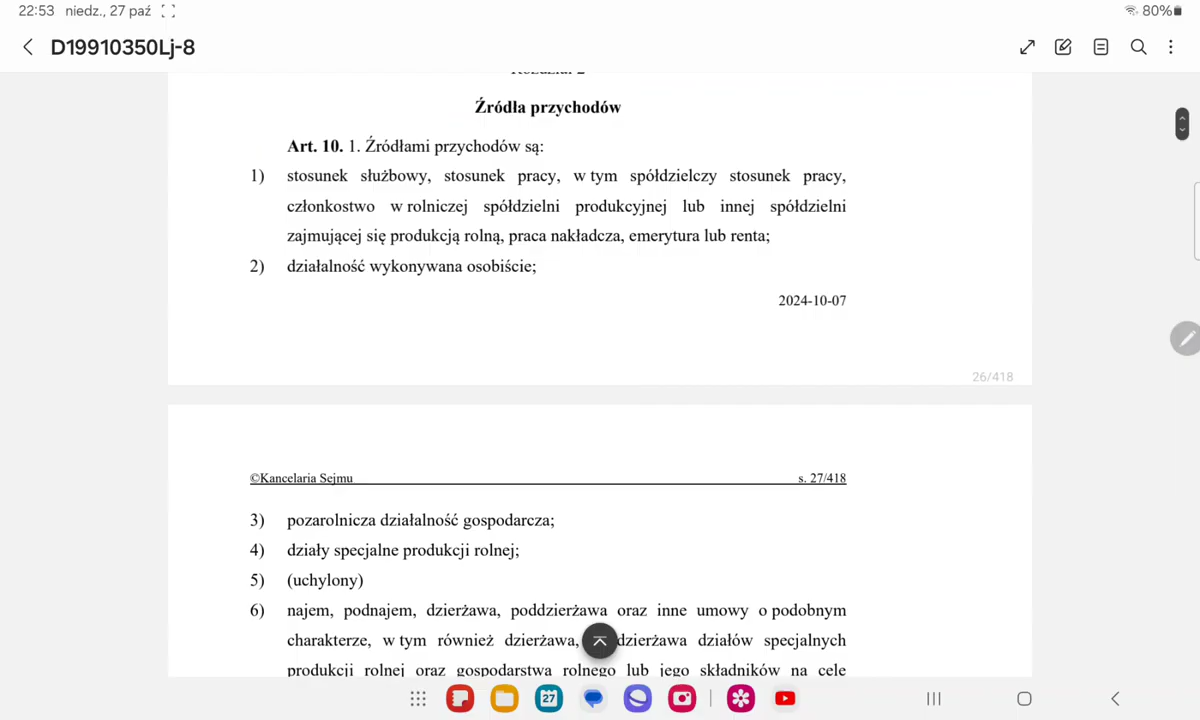 22:53 niedz., 27 paź
80%
D19910350Lj-8
Źródła przychodów
Art. 10. 1. Źródłami przychodów są:
1) stosunek służbowy, stosunek pracy, w tym spółdzielczy stosunek pracy,
członkostwo w rolniczej spółdzielni produkcyjnej lub innej spółdzielni
zajmującej się produkcją rolną, praca nakładcza, emerytura lub renta;
2) działalność wykonywana osobiście;
2024-10-07
26/418
©Kancelaria Sejmu s. 27/418
3) pozarolnicza działalność gospodarcza;
4) działy specjalne produkcji rolnej;
5) (uchylony)
6) najem, podnajem, dzierżawa, poddzierżawa oraz inne umowy o podobnym
charakterze, w tym również dzierżawa, dzierżawa działów specjalnych
produkcji rolnej oraz gospodarstwa rolnego lub jego składników na cele
27